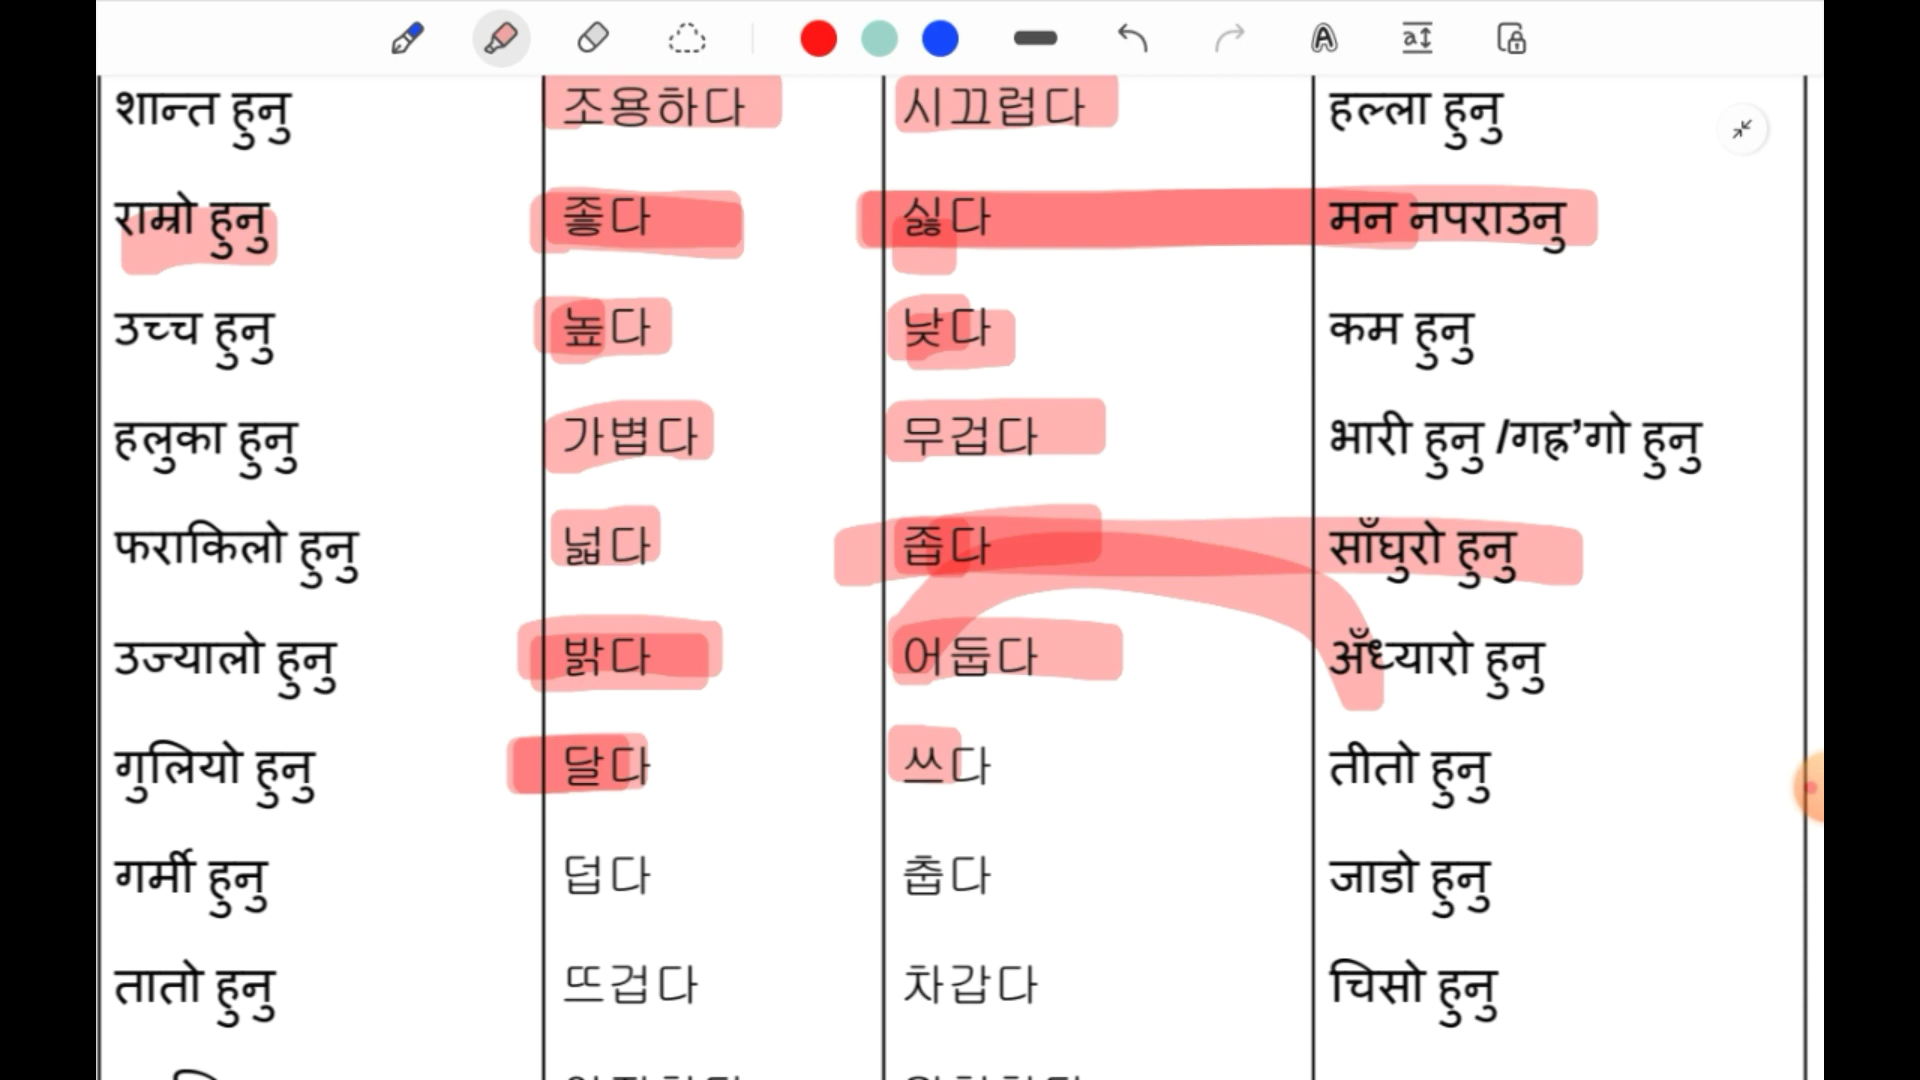 शान्त हुनु 조용하다 시끄럽다 हल्ला हुनु
राम्रो हुनु 좋다 싫다 मन नपराउनु
उच्च हुनु 높다 낮다 कम हुनु
हलुका हुनु 가볍다 무겁다 भारी हुनु /गह्र’गो हुनु
फराकिलो हुनु 넓다 좁다 साँघुरो हुनु
उज्यालो हुनु 밝다 어둡다 अँध्यारो हुनु
गुलियो हुनु 달다 쓰다 तीतो हुनु
गर्मी हुनु 덥다 춥다 जाडो हुनु
तातो हुनु 뜨겁다 차갑다 चिसो हुनु